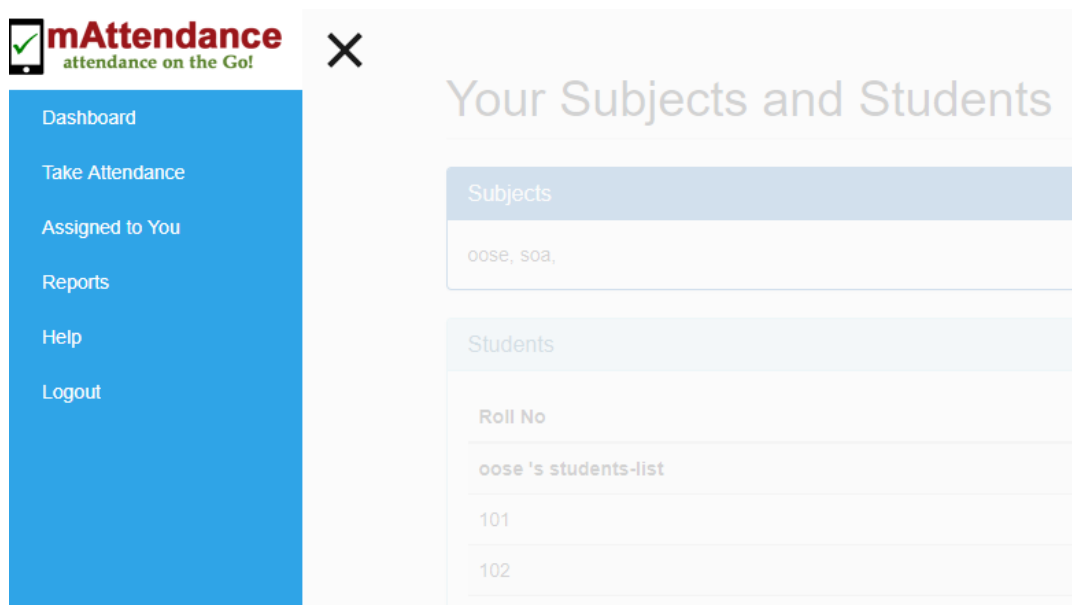 mAttendance
attendance on the Go!
Dashboard
Take Attendance
Assigned to You
Reports
Help
Logout
Your Subjects and Students
Subjects
oose, soa,
Students
Roll No
oose 's students-list
101
102